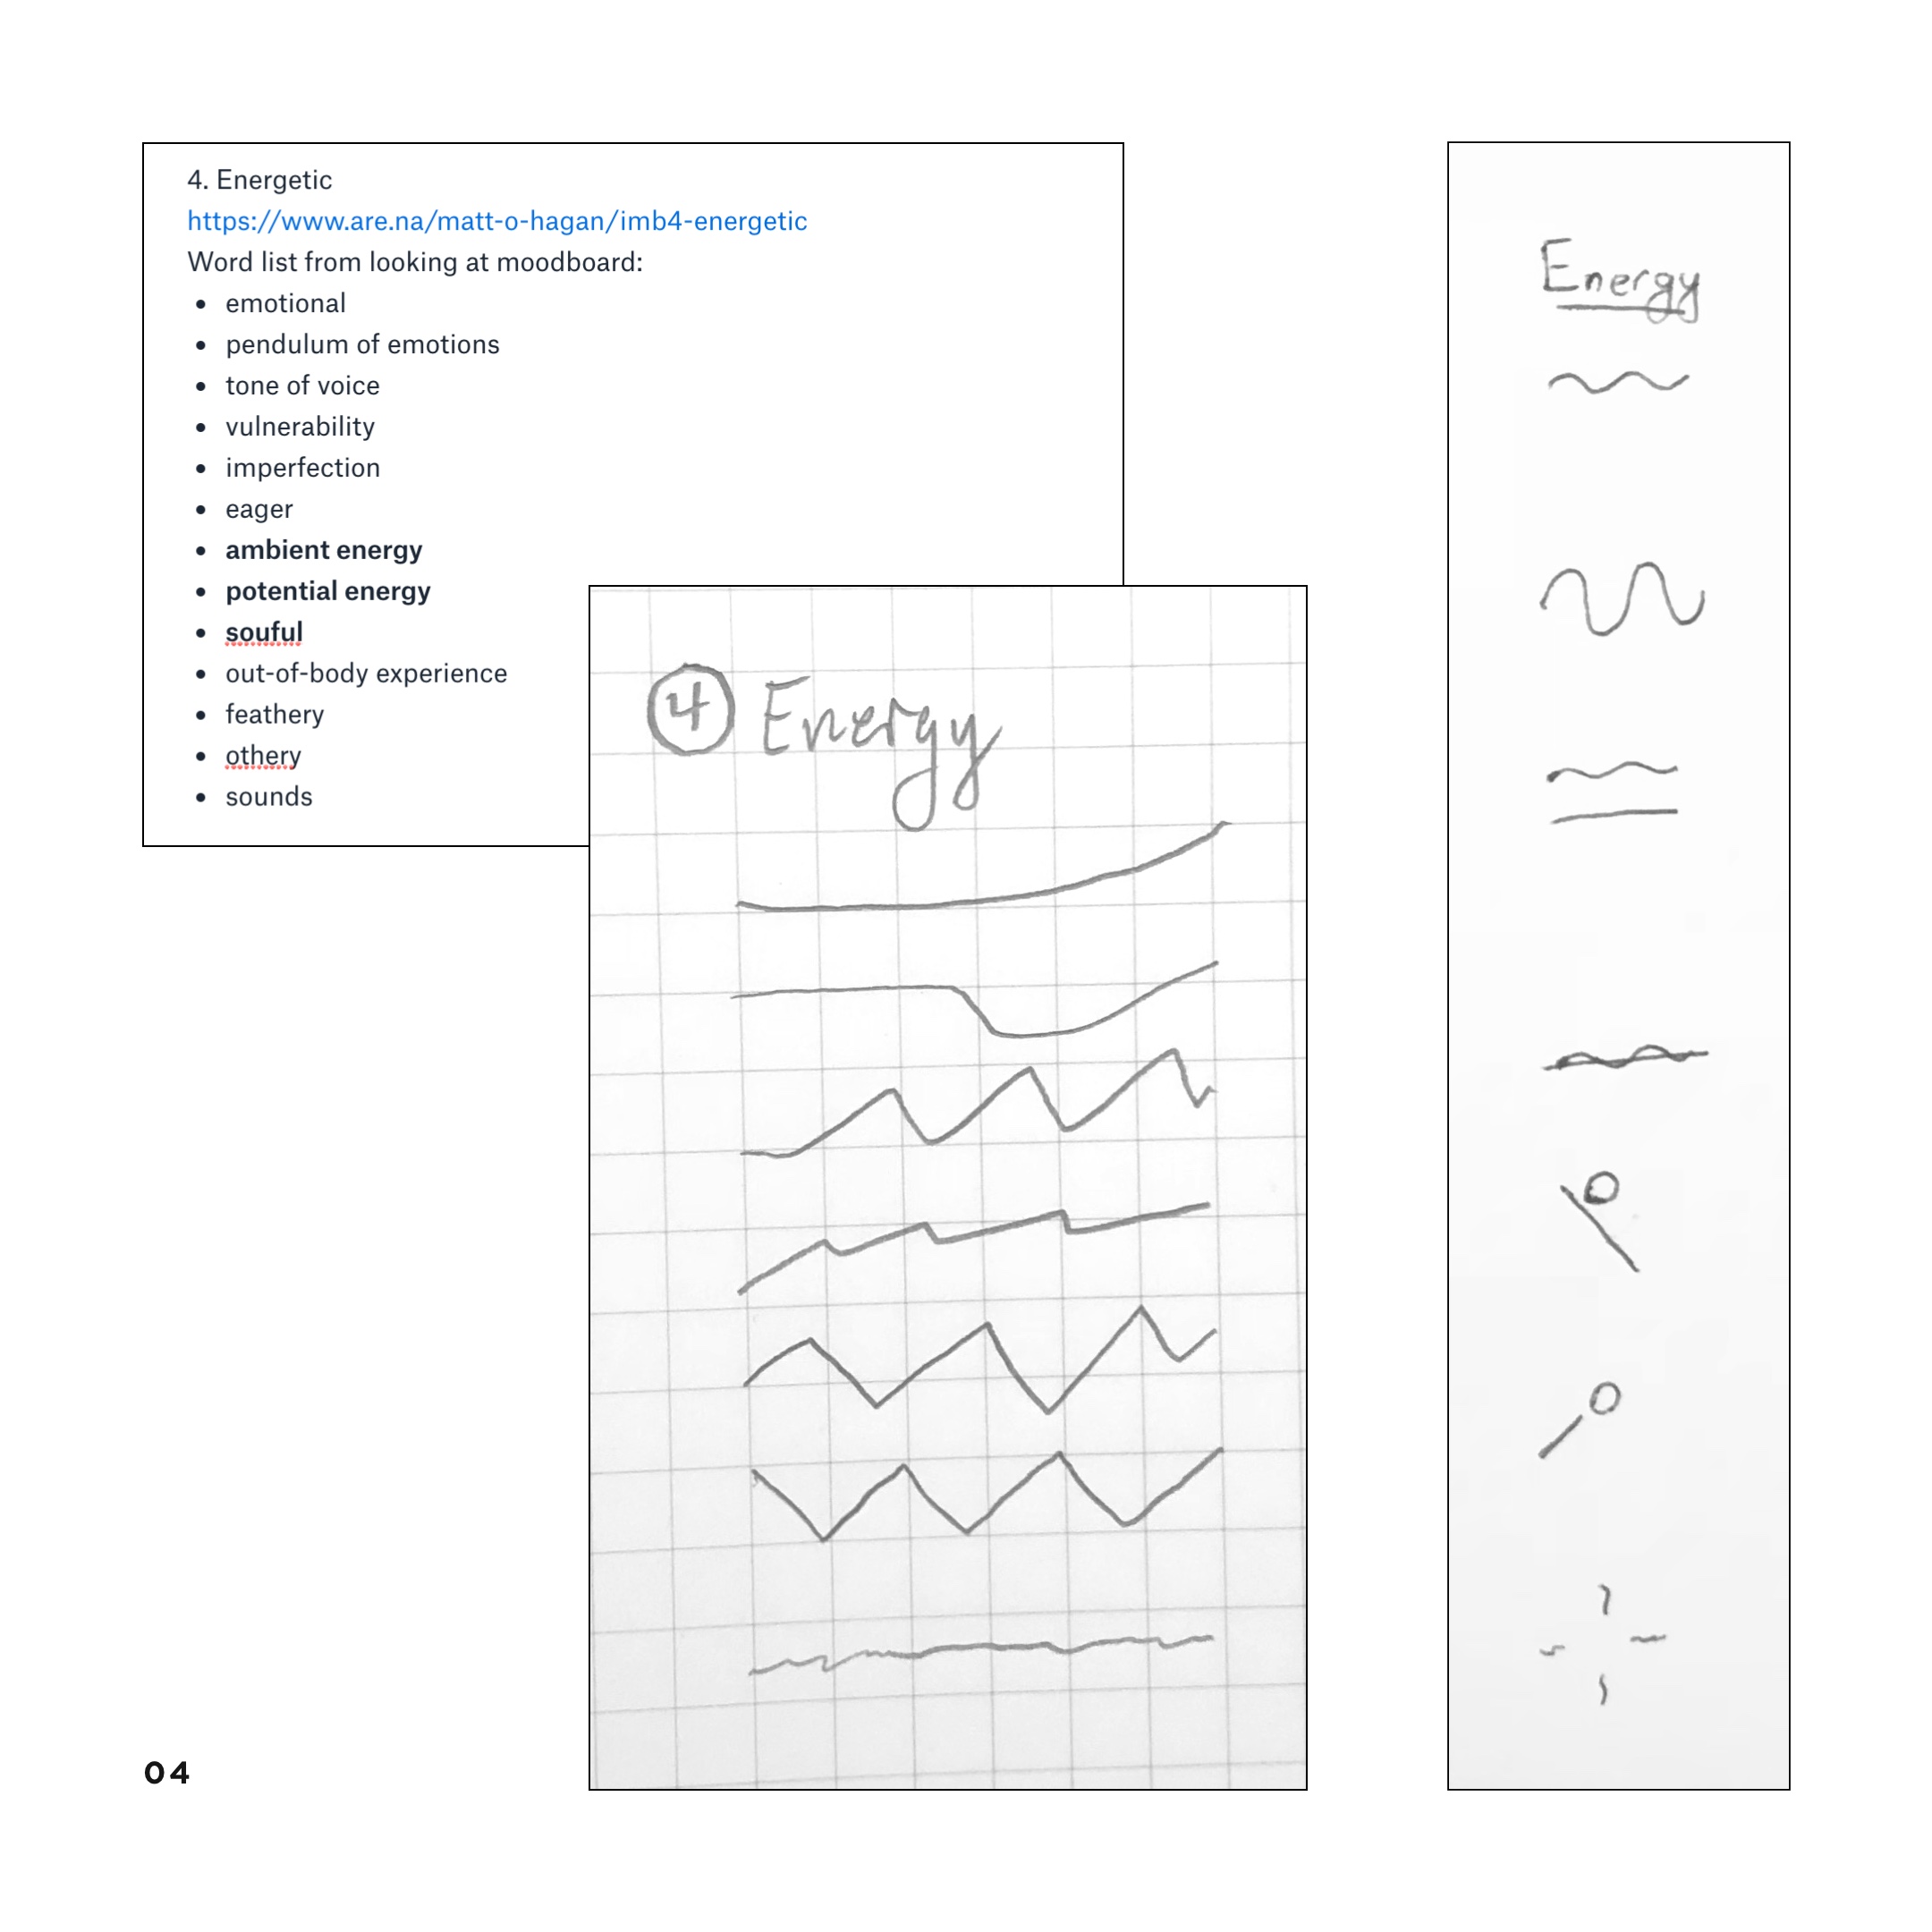 4. Energetic
https://www.are.na/matt-o-hagan/imb4-energetic
Word list from looking at moodboard:
• emotional
• pendulum of emotions
• tone of voice
• vulnerability
• imperfection
• eager
• ambient energy
• potential energy
• souful
• out-of-body experience
• feathery
• othery
• sounds
4 Energy
Energy
04